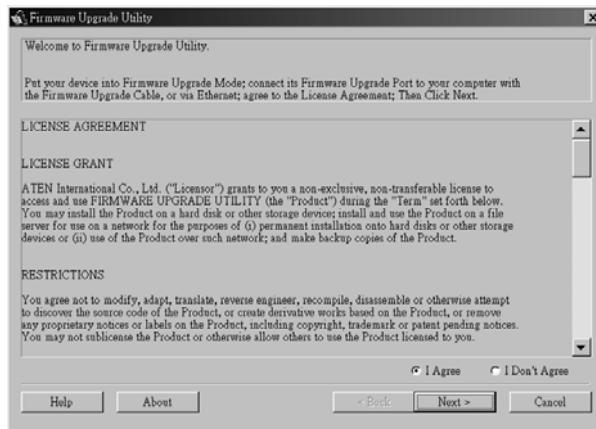 Firmware Upgrade Utility
Welcome to Firmware Upgrade Utility.
Put your device into Firmware Upgrade Mode; connect its Firmware Upgrade Port to your computer with
the Firmware Upgrade Cable, or via Ethernet; agree to the License Agreement; Then Click Next.
LICENSE AGREEMENT
LICENSE GRANT
ATEN International Co., Ltd. ("Licensor") grants to you a non-exclusive, non-transferable license to
access and use FIRMWARE UPGRADE UTILITY (the "Product") during the "Term" set forth below.
You may install the Product on a hard disk or other storage device; install and use the Product on a file
server for use on a network for the purposes of (i) permanent installation onto hard disks or other storage
devices or (ii) use of the Product over such network; and make backup copies of the Product.
RESTRICTIONS
You agree not to modify, adapt, translate, reverse engineer, recompile, disassemble or otherwise attempt
to discover the source code of the Product, or create derivative works based on the Product, or remove
any proprietary notices or labels on the Product, including copyright, trademark or patent pending notices.
You may not sublicense the Product or otherwise allow others to use the Product licensed to you.
I Agree I Don't Agree
Help About < Back Next > Cancel